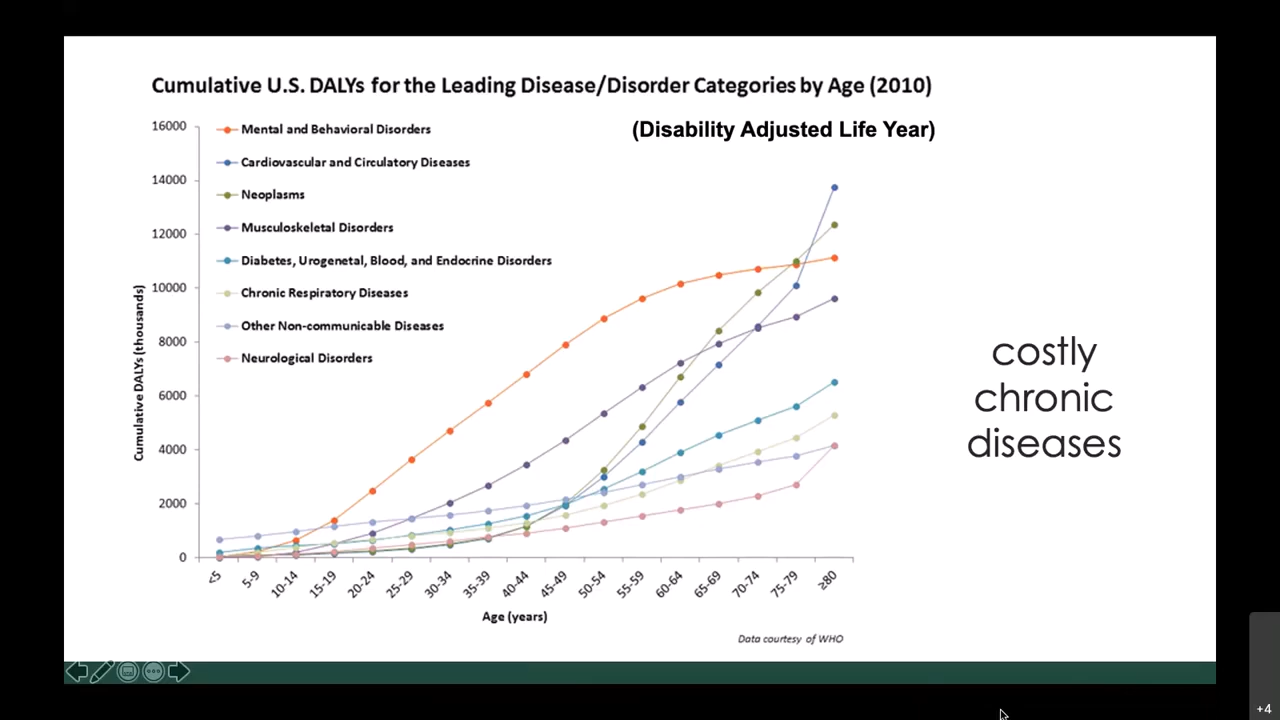 Cumulative U.S. DALYs for the Leading Disease/Disorder Categories by Age (2010)
(Disability Adjusted Life Year)
16000
14000
12000
10000
8000
6000
4000
2000
0
Cumulative DALYs (thousands)
Mental and Behavioral Disorders
Cardiovascular and Circulatory Diseases
Neoplasms
Musculoskeletal Disorders
Diabetes, Urogenetal, Blood, and Endocrine Disorders
Chronic Respiratory Diseases
Other Non-communicable Diseases
Neurological Disorders
<5
5-9
10-14
15-19
20-24
25-29
30-34
35-39
40-44
45-49
50-54
55-59
60-64
65-69
70-74
75-79
≥80
Age (years)
Data courtesy of WHO
costly
chronic
diseases
+4